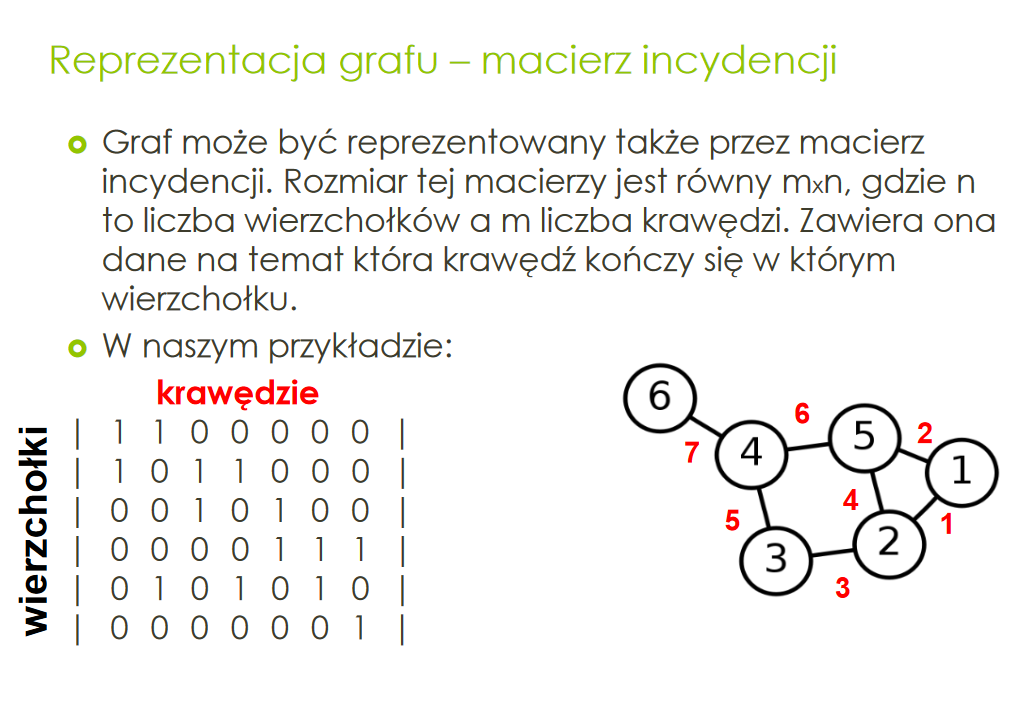 Reprezentacja grafu – macierz incydencji
Graf może być reprezentowany także przez macierz
incydencji. Rozmiar tej macierzy jest równy mxn, gdzie n
to liczba wierzchołków a m liczba krawędzi. Zawiera ona
dane na temat która krawędź kończy się w którym
wierzchołku.
W naszym przykładzie:
krawędzie
wierzchołki
| 1 1 0 0 0 0 0 |
| 1 0 1 1 0 0 0 |
| 0 0 1 0 1 0 0 |
| 0 0 0 0 1 1 1 |
| 0 1 0 1 0 1 0 |
| 0 0 0 0 0 0 1 |
6
7
4
6
5
2
1
5
4
1
3
2
3